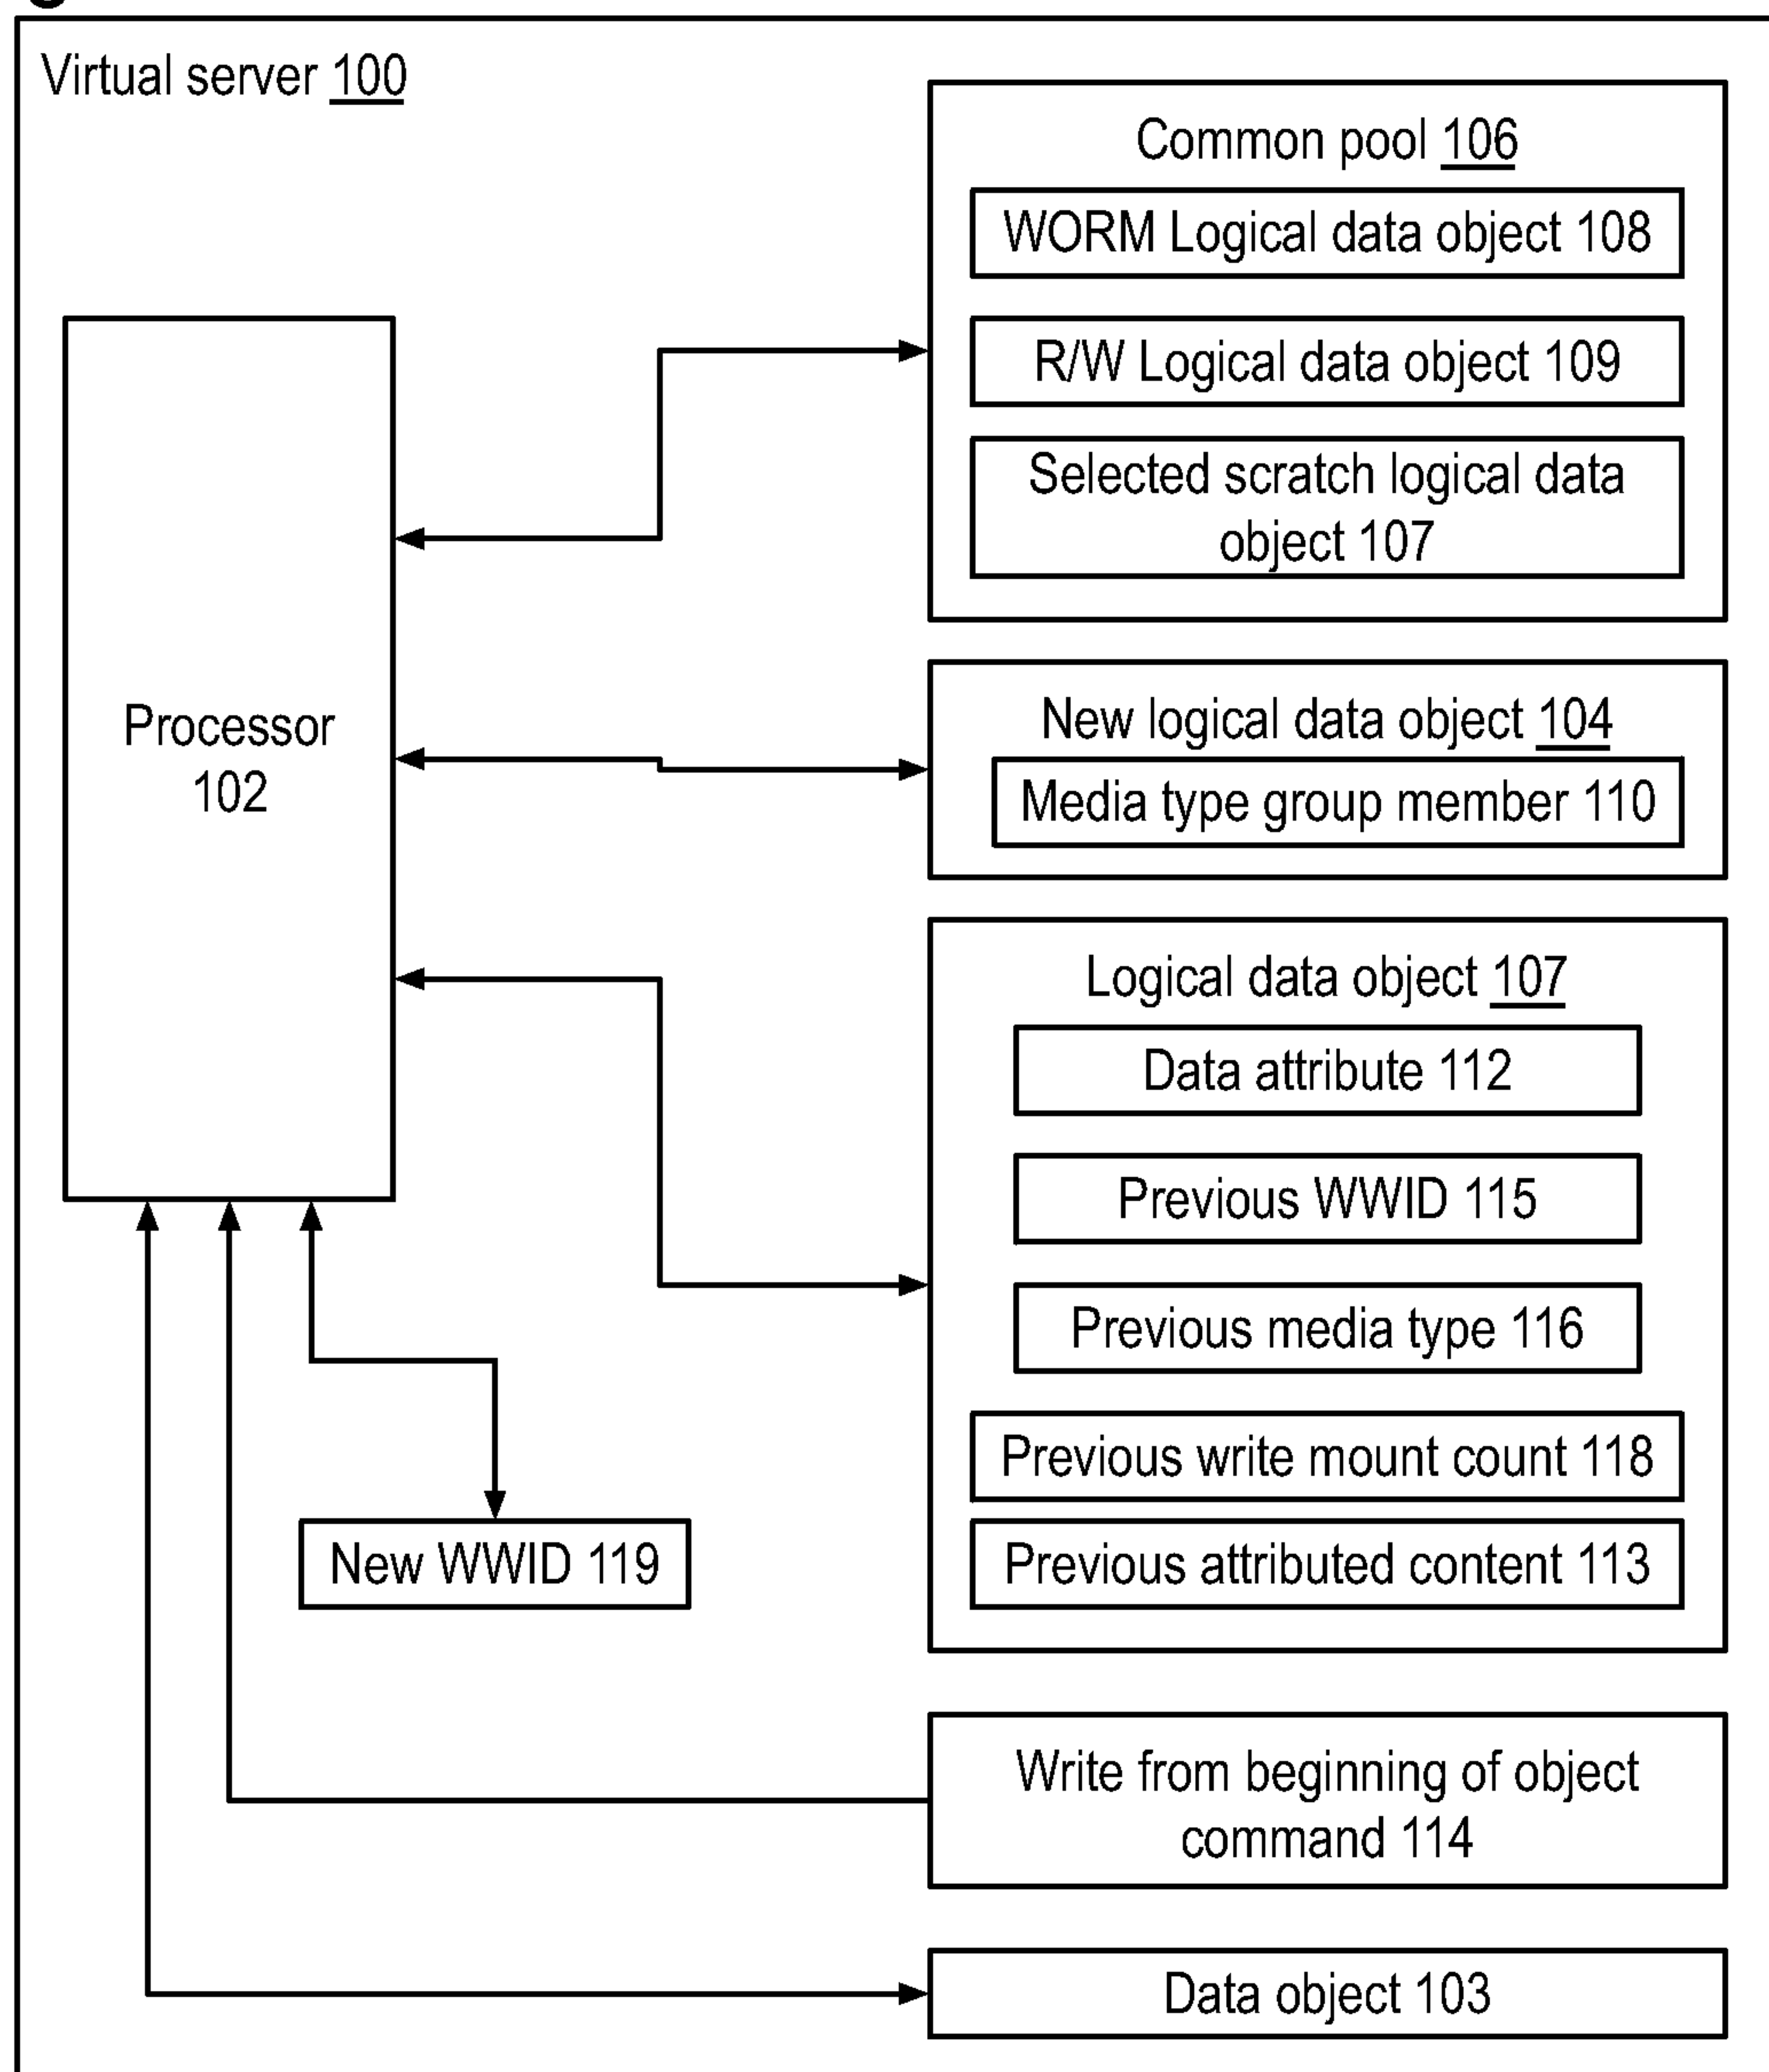 Virtual server 100
Common pool 106
WORM Logical data object 108
R/W Logical data object 109
Selected scratch logical data
object 107
Processor
102
New logical data object 104
Media type group member 110
Logical data object 107
Data attribute 112
Previous WWID 115
Previous media type 116
Previous write mount count 118
Previous attributed content 113
New WWID 119
Write from beginning of object
command 114
Data object 103